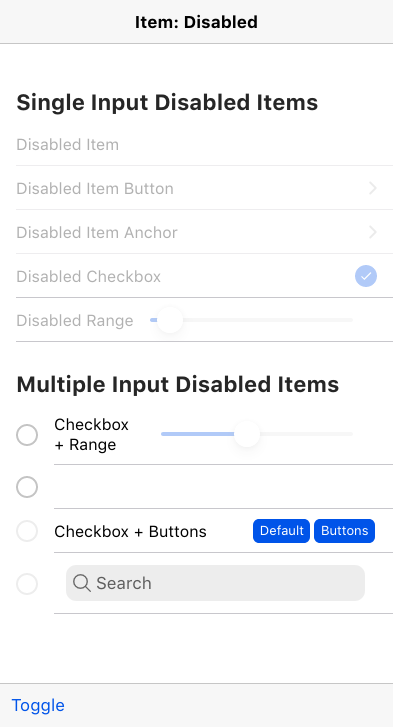 Item: Disabled
Single Input Disabled Items
Disabled Item
Disabled Item Button
Disabled Item Anchor
Disabled Checkbox
Disabled Range
Multiple Input Disabled Items
Checkbox
+ Range
Checkbox + Buttons Default Buttons
Search
Toggle